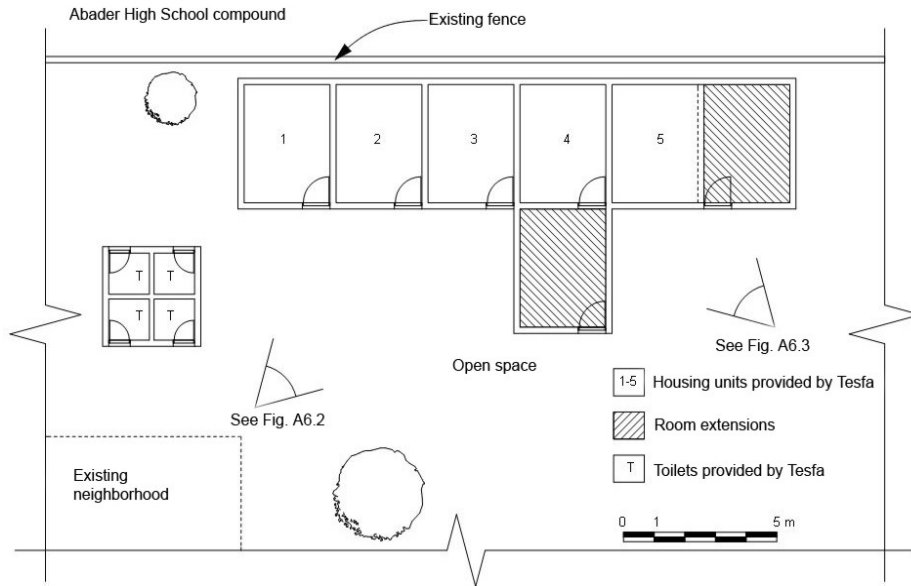 Abader High School compound
Existing fence
1
2
3
4
5
T
T
T
T
See Fig. A6.3
Open space
See Fig. A6.2
1-5 Housing units provided by Tesfa
Room extensions
T Toilets provided by Tesfa
Existing
neighborhood
0 1 5 m